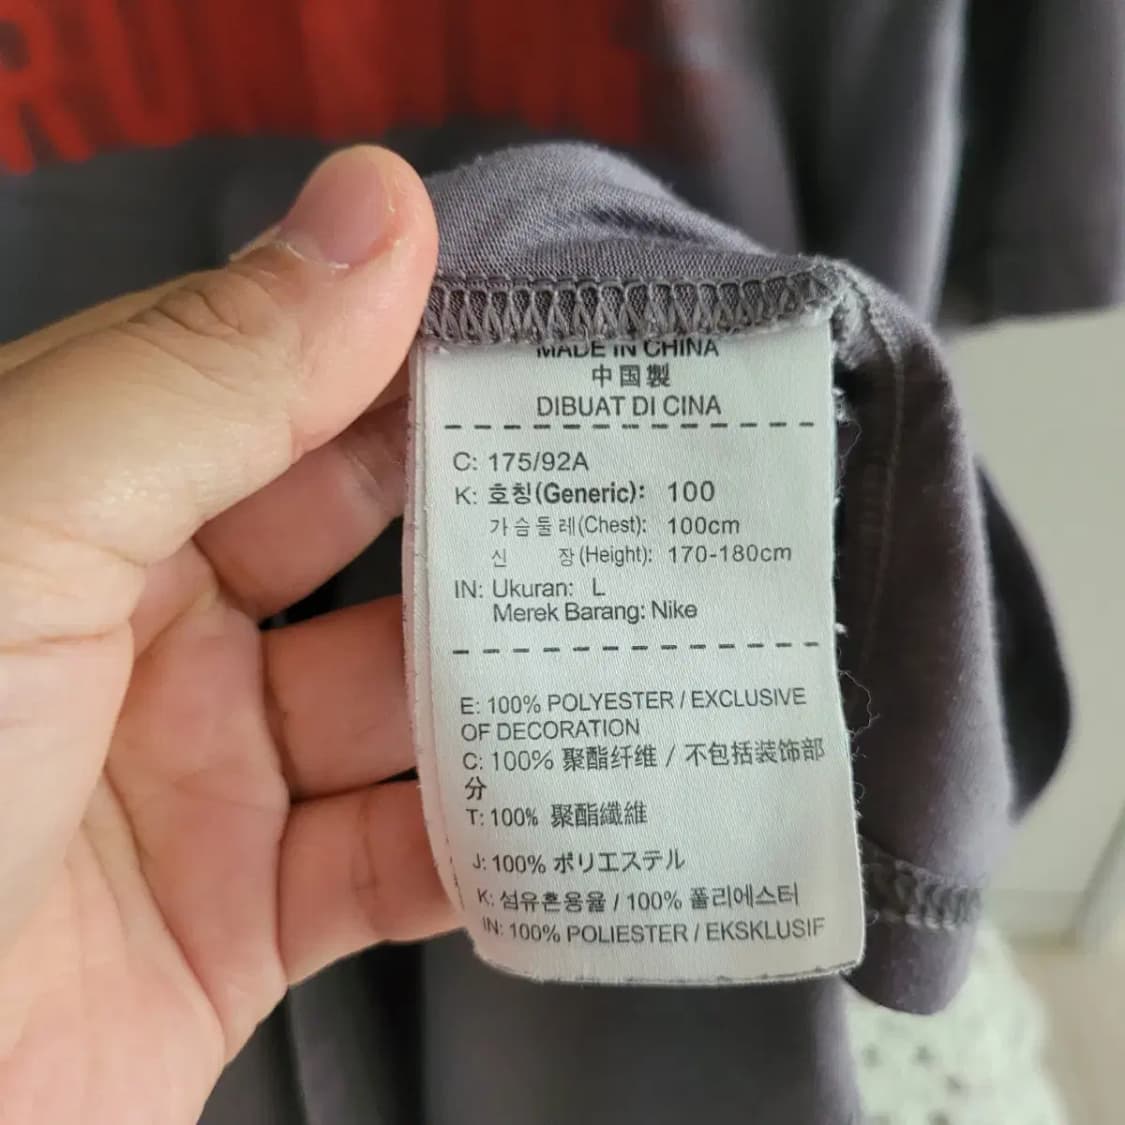 MADE IN CHINA
中国製
DIBUAT DI CINA
C: 175/92A
K: 호칭(Generic): 100
가슴둘레(Chest): 100cm
신 장(Height): 170-180cm
IN: Ukuran: L
Merek Barang: Nike
E: 100% POLYESTER / EXCLUSIVE
OF DECORATION
C: 100% 聚酯纤维 / 不包括装饰部
分
T: 100% 聚酯纖維
J: 100% ポリエステル
K: 섬유혼용율 / 100% 폴리에스터
IN: 100% POLIESTER / EKSKLUSIF